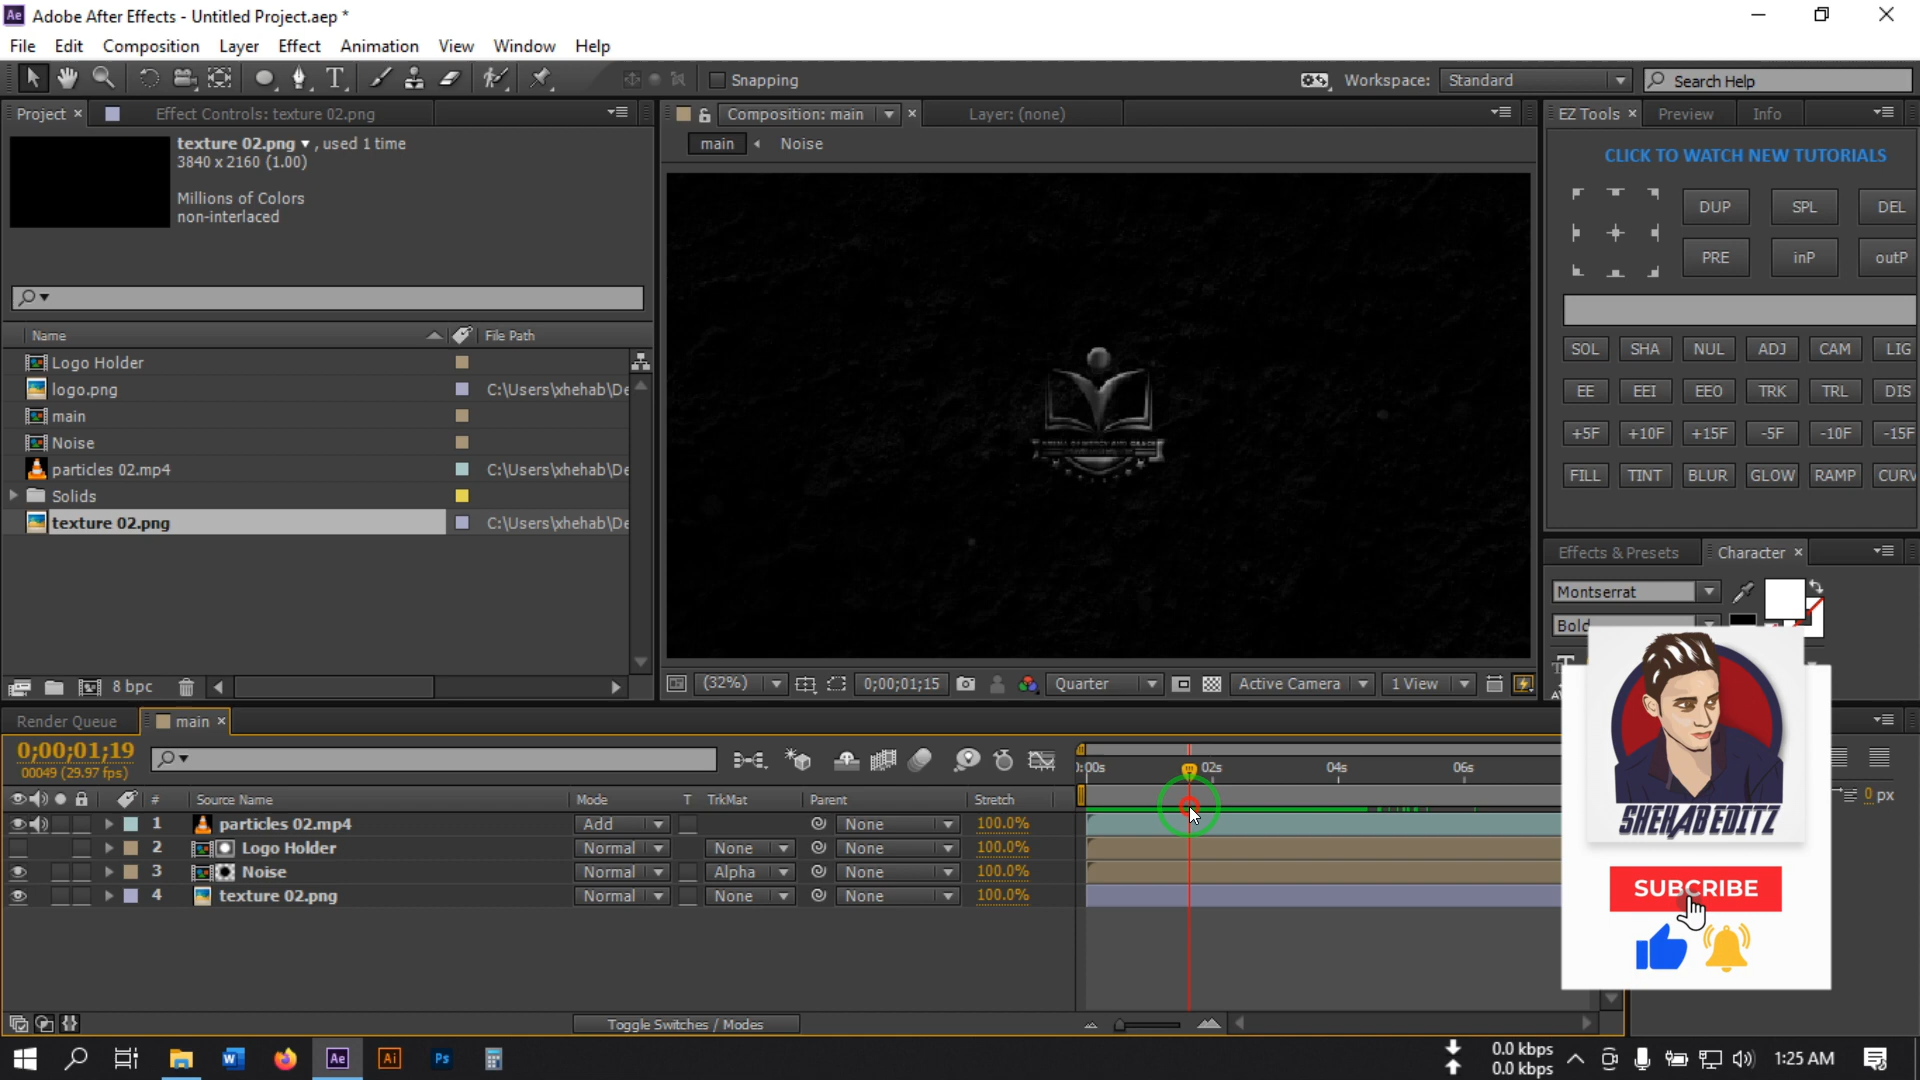 Ae Adobe After Effects - Untitled Project.aep *
File Edit Composition Layer Effect Animation View Window Help
Snapping
Workspace: Standard
Search Help
Project × Effect Controls: texture 02.png
Composition: main × Layer: (none)
EZ Tools × Preview Info
texture 02.png , used 1 time
3840 x 2160 (1.00)
Millions of Colors
non-interlaced
main Noise
CLICK TO WATCH NEW TUTORIALS
DUP SPL DEL
PRE inP outP
Name File Path
Logo Holder
logo.png C:\Users\xhehab\De
main
Noise
particles 02.mp4 C:\Users\xhehab\De
Solids
texture 02.png C:\Users\xhehab\De
SOL SHA NUL ADJ CAM LIG
EE EEI EEO TRK TRL DIS
+5F +10F +15F -5F -10F -15F
FILL TINT BLUR GLOW RAMP CURV
Effects & Presets Character ×
Montserrat
Bold
8 bpc
(32%) 0;00;01;15 Quarter Active Camera 1 View
Render Queue main ×
0;00;01;19
00049 (29.97 fps)
):00s 02s 04s 06s
# Source Name Mode T TrkMat Parent Stretch
1 particles 02.mp4 Add None 100.0%
2 Logo Holder Normal None None 100.0%
3 Noise Normal Alpha None 100.0%
4 texture 02.png Normal None None 100.0%
0 px
SHEHAB EDITZ
SUBCRIBE
Toggle Switches / Modes
W Ae Ai Ps
0.0 kbps
0.0 kbps
1:25 AM